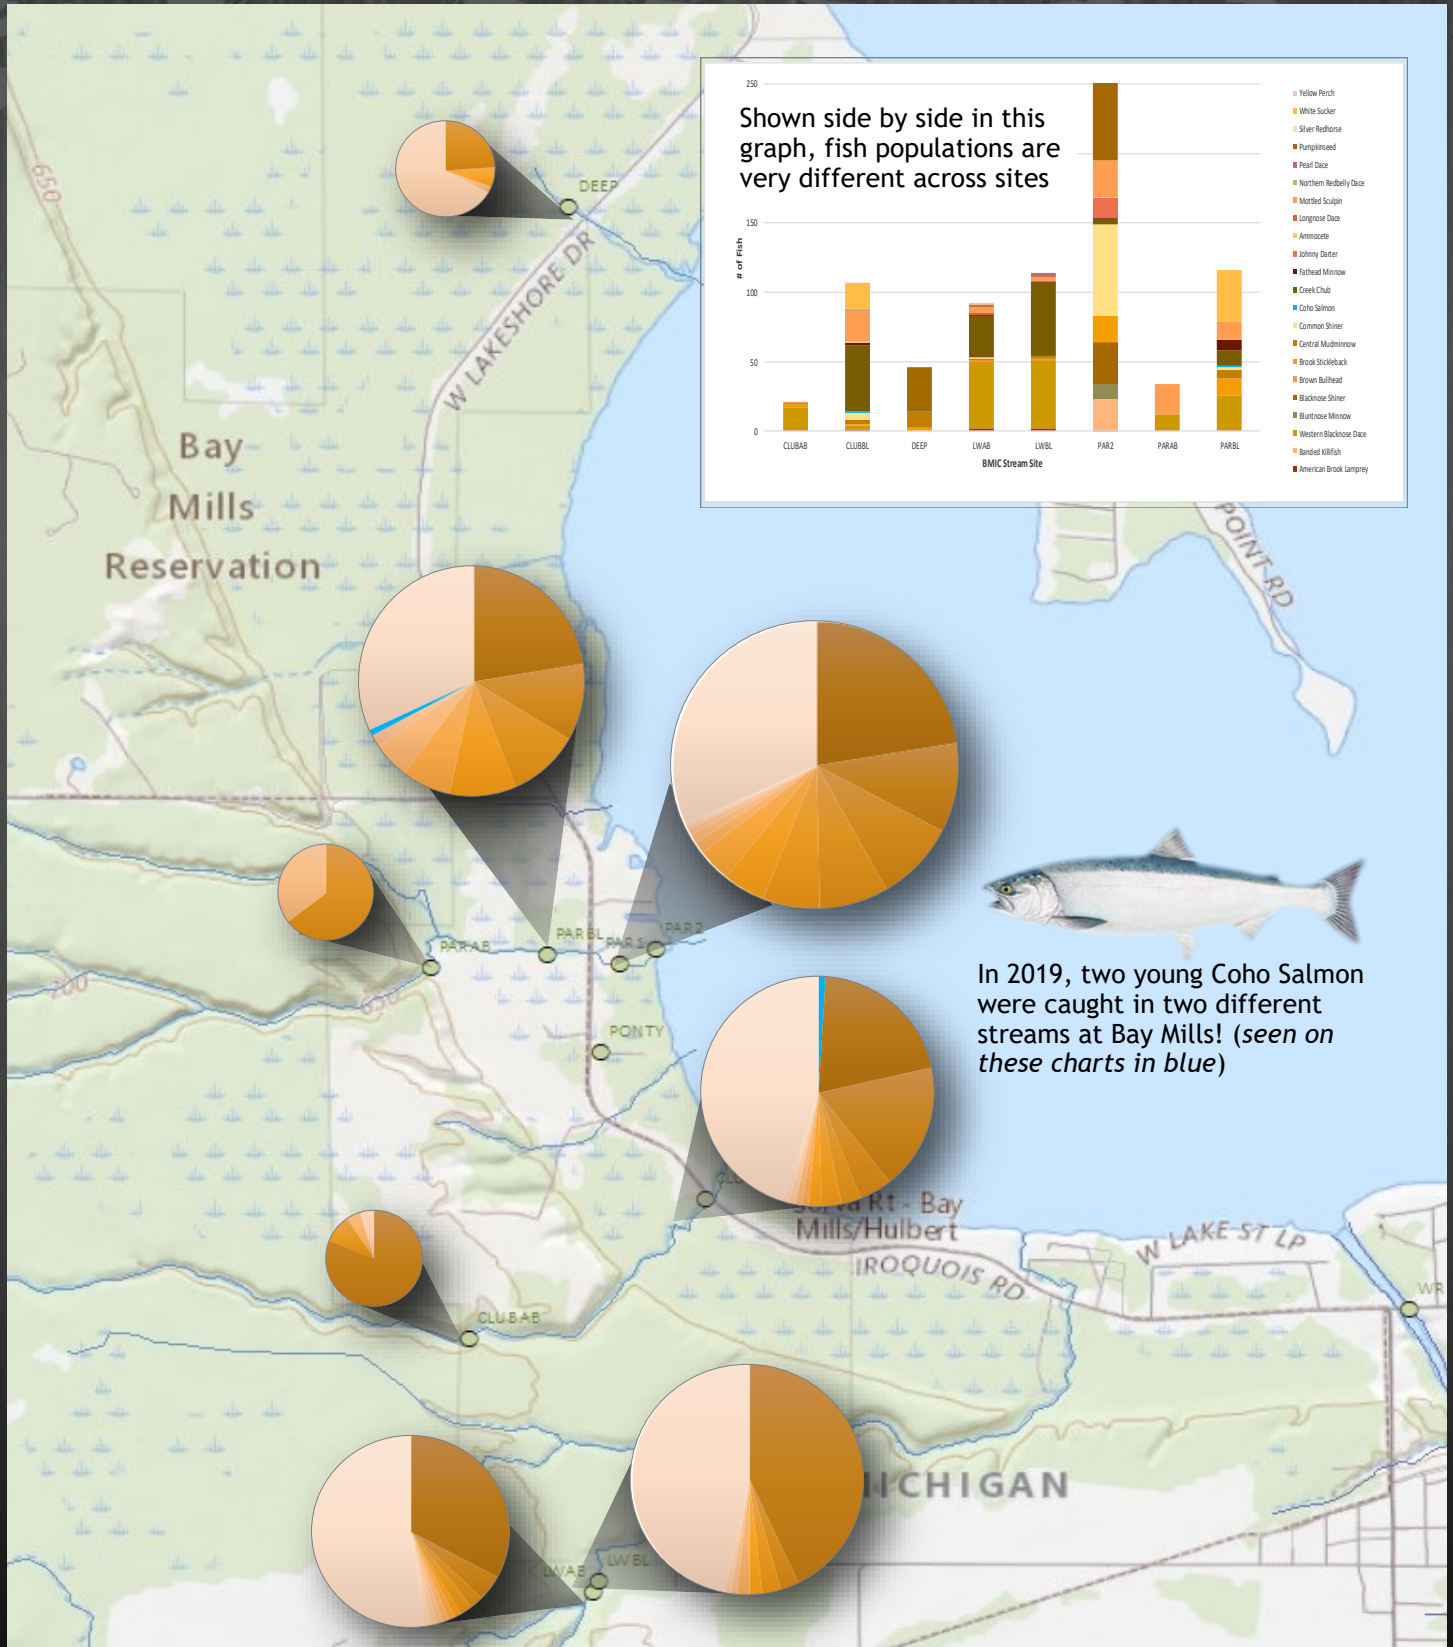 250
Shown side by side in this
graph, fish populations are
very different across sites
150
100
50
0
# of Fish
CLUBAB
CLUBBL
DEEP
LWAB
LWBL
PAR2
PARAB
PARBL
BMIC Stream Site
Yellow Perch
White Sucker
Silver Redhorse
Pumpkinseed
Pearl Dace
Northern Redbelly Dace
Mottled Sculpin
Longnose Dace
Ammocete
Johnny Darter
Fathead Minnow
Creek Chub
Coho Salmon
Common Shiner
Central Mudminnow
Brook Stickleback
Brown Bullhead
Blacknose Shiner
Bluntnose Minnow
Western Blacknose Dace
Banded Killifish
American Brook Lamprey
650
DEEP
W LAKESHORE DR
Bay
Mills
Reservation
POINT RD
PARAB
PARBL
PAR1
PAR2
PONTY
In 2019, two young Coho Salmon
were caught in two different
streams at Bay Mills! (seen on
these charts in blue)
Rt - Bay
Mills/Hulbert
IROQUOIS RD
W LAKE ST LP
WR
CLUBAB
MICHIGAN
LWAB
LWBL